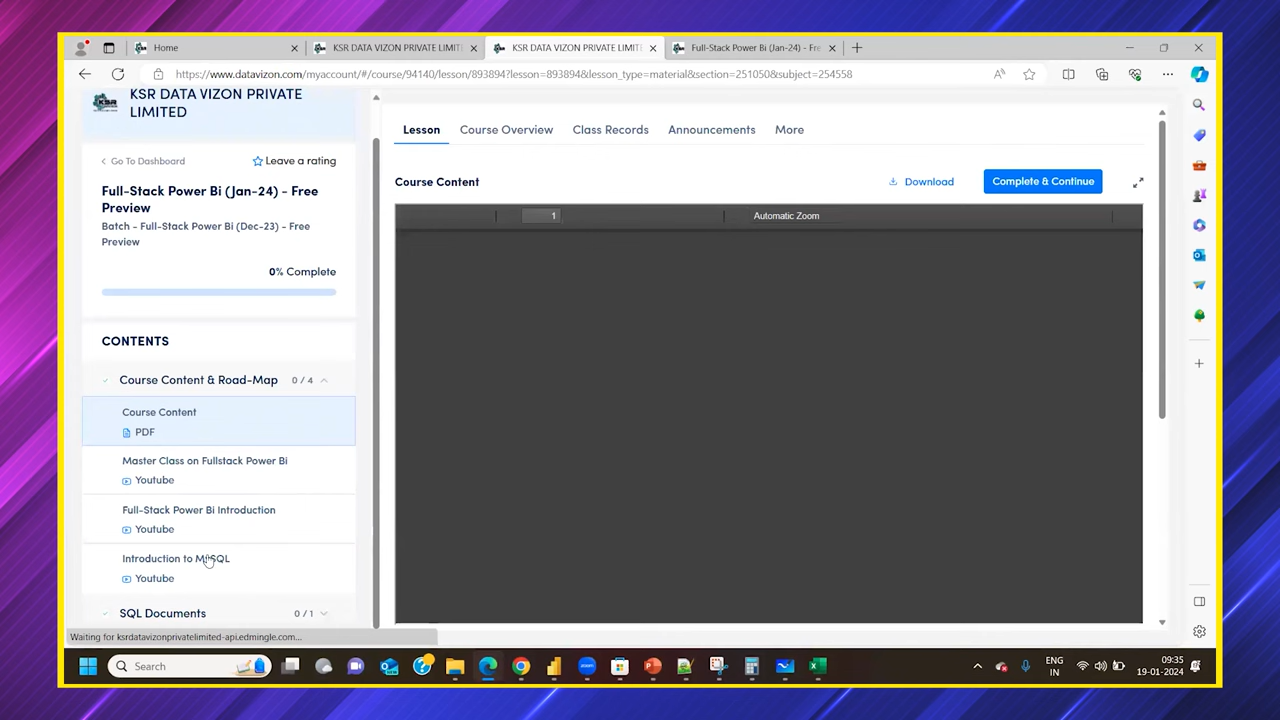 Home
KSR DATA VIZON PRIVATE LIMIT
KSR DATA VIZON PRIVATE LIMIT
Full-Stack Power Bi (Jan-24) - Fre
https://www.datavizon.com/myaccount/#/course/94140/lesson/893894?lesson=893894&lesson_type=material&section=251050&subject=254558
KSR DATA VIZON PRIVATE
LIMITED
Go To Dashboard
Leave a rating
Full-Stack Power Bi (Jan-24) - Free
Preview
Batch - Full-Stack Power Bi (Dec-23) - Free
Preview
0% Complete
CONTENTS
Course Content & Road-Map 0 / 4
Course Content
PDF
Master Class on Fullstack Power Bi
Youtube
Full-Stack Power Bi Introduction
Youtube
Introduction to MySQL
Youtube
SQL Documents 0 / 1
Waiting for ksrdatavizonprivatelimited-api.edmingle.com...
Lesson Course Overview Class Records Announcements More
Course Content
Download
Complete & Continue
1
Automatic Zoom
Search
ENG
IN
09:35
19-01-2024